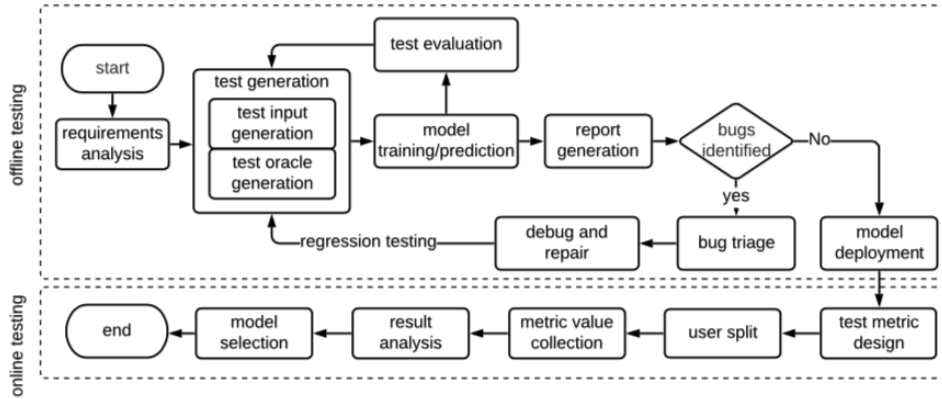 offline testing
start
requirements
analysis
test generation
test input
generation
test oracle
generation
test evaluation
model
training/prediction
report
generation
bugs
identified
No
yes
bug triage
debug and
repair
regression testing
model
deployment
online testing
test metric
design
user split
metric value
collection
result
analysis
model
selection
end